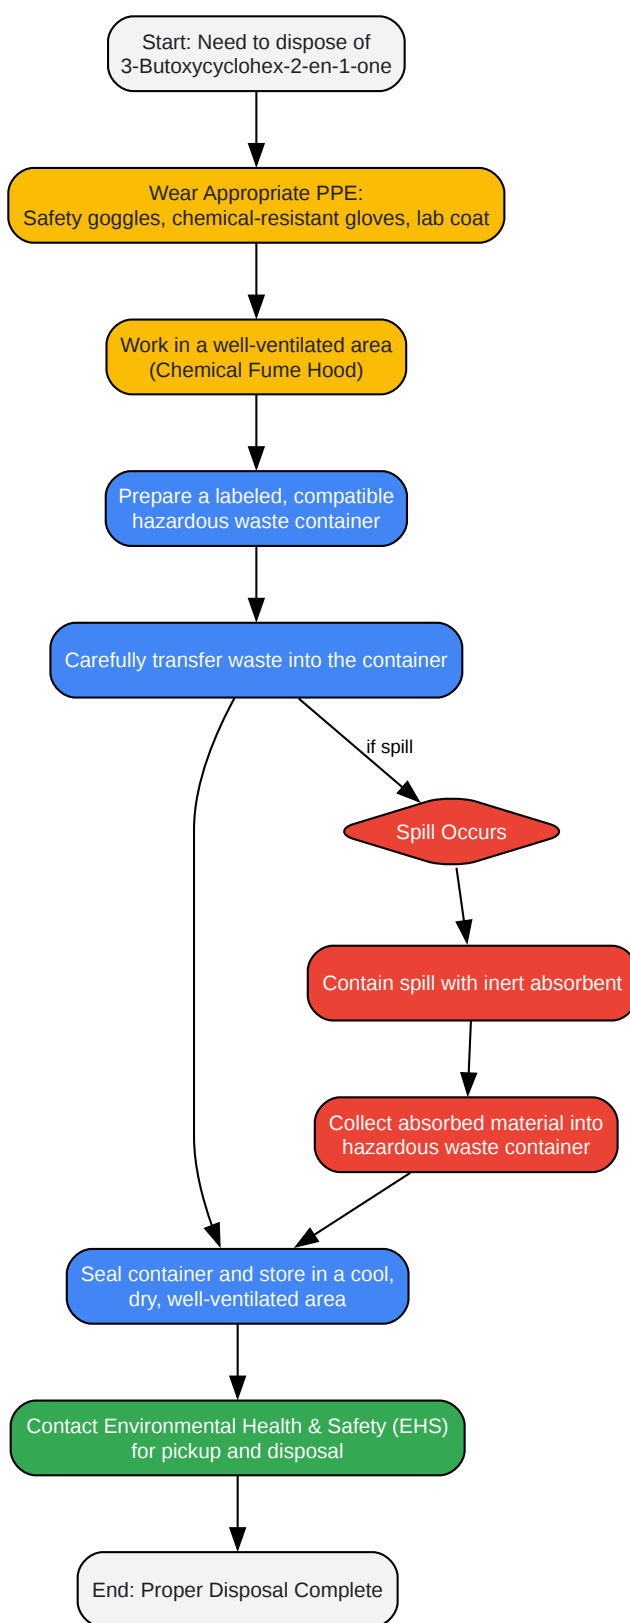 Start: Need to dispose of
3-Butoxycyclohex-2-en-1-one
Wear Appropriate PPE:
Safety goggles, chemical-resistant gloves, lab coat
Work in a well-ventilated area
(Chemical Fume Hood)
Prepare a labeled, compatible
hazardous waste container
Carefully transfer waste into the container
if spill
Spill Occurs
Contain spill with inert absorbent
Collect absorbed material into
hazardous waste container
Seal container and store in a cool,
dry, well-ventilated area
Contact Environmental Health & Safety (EHS)
for pickup and disposal
End: Proper Disposal Complete